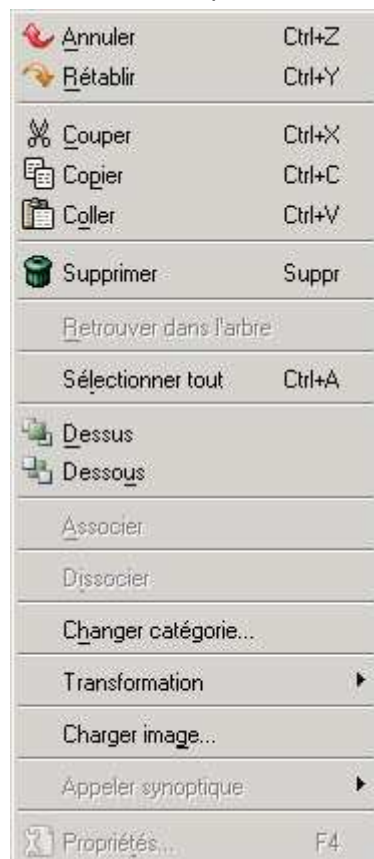 Annuler Ctrl+Z
Rétablir Ctrl+Y
Couper Ctrl+X
Copier Ctrl+C
Coller Ctrl+V
Supprimer Suppr
Retrouver dans l'arbre
Sélectionner tout Ctrl+A
Dessus
Dessous
Associer
Dissocier
Changer catégorie...
Transformation
Charger image...
Appeler synoptique
Propriétés... F4